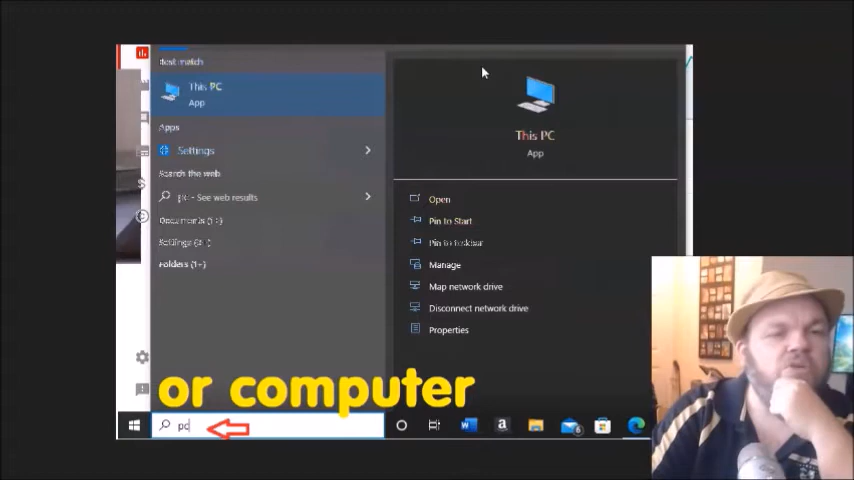 Best match
This PC
App
Apps
Settings
Search the web
pc - See web results
Documents (1+)
Settings (2+)
Folders (1+)
This PC
App
Open
Pin to Start
Pin to taskbar
Manage
Map network drive
Disconnect network drive
Properties
or computer
pc